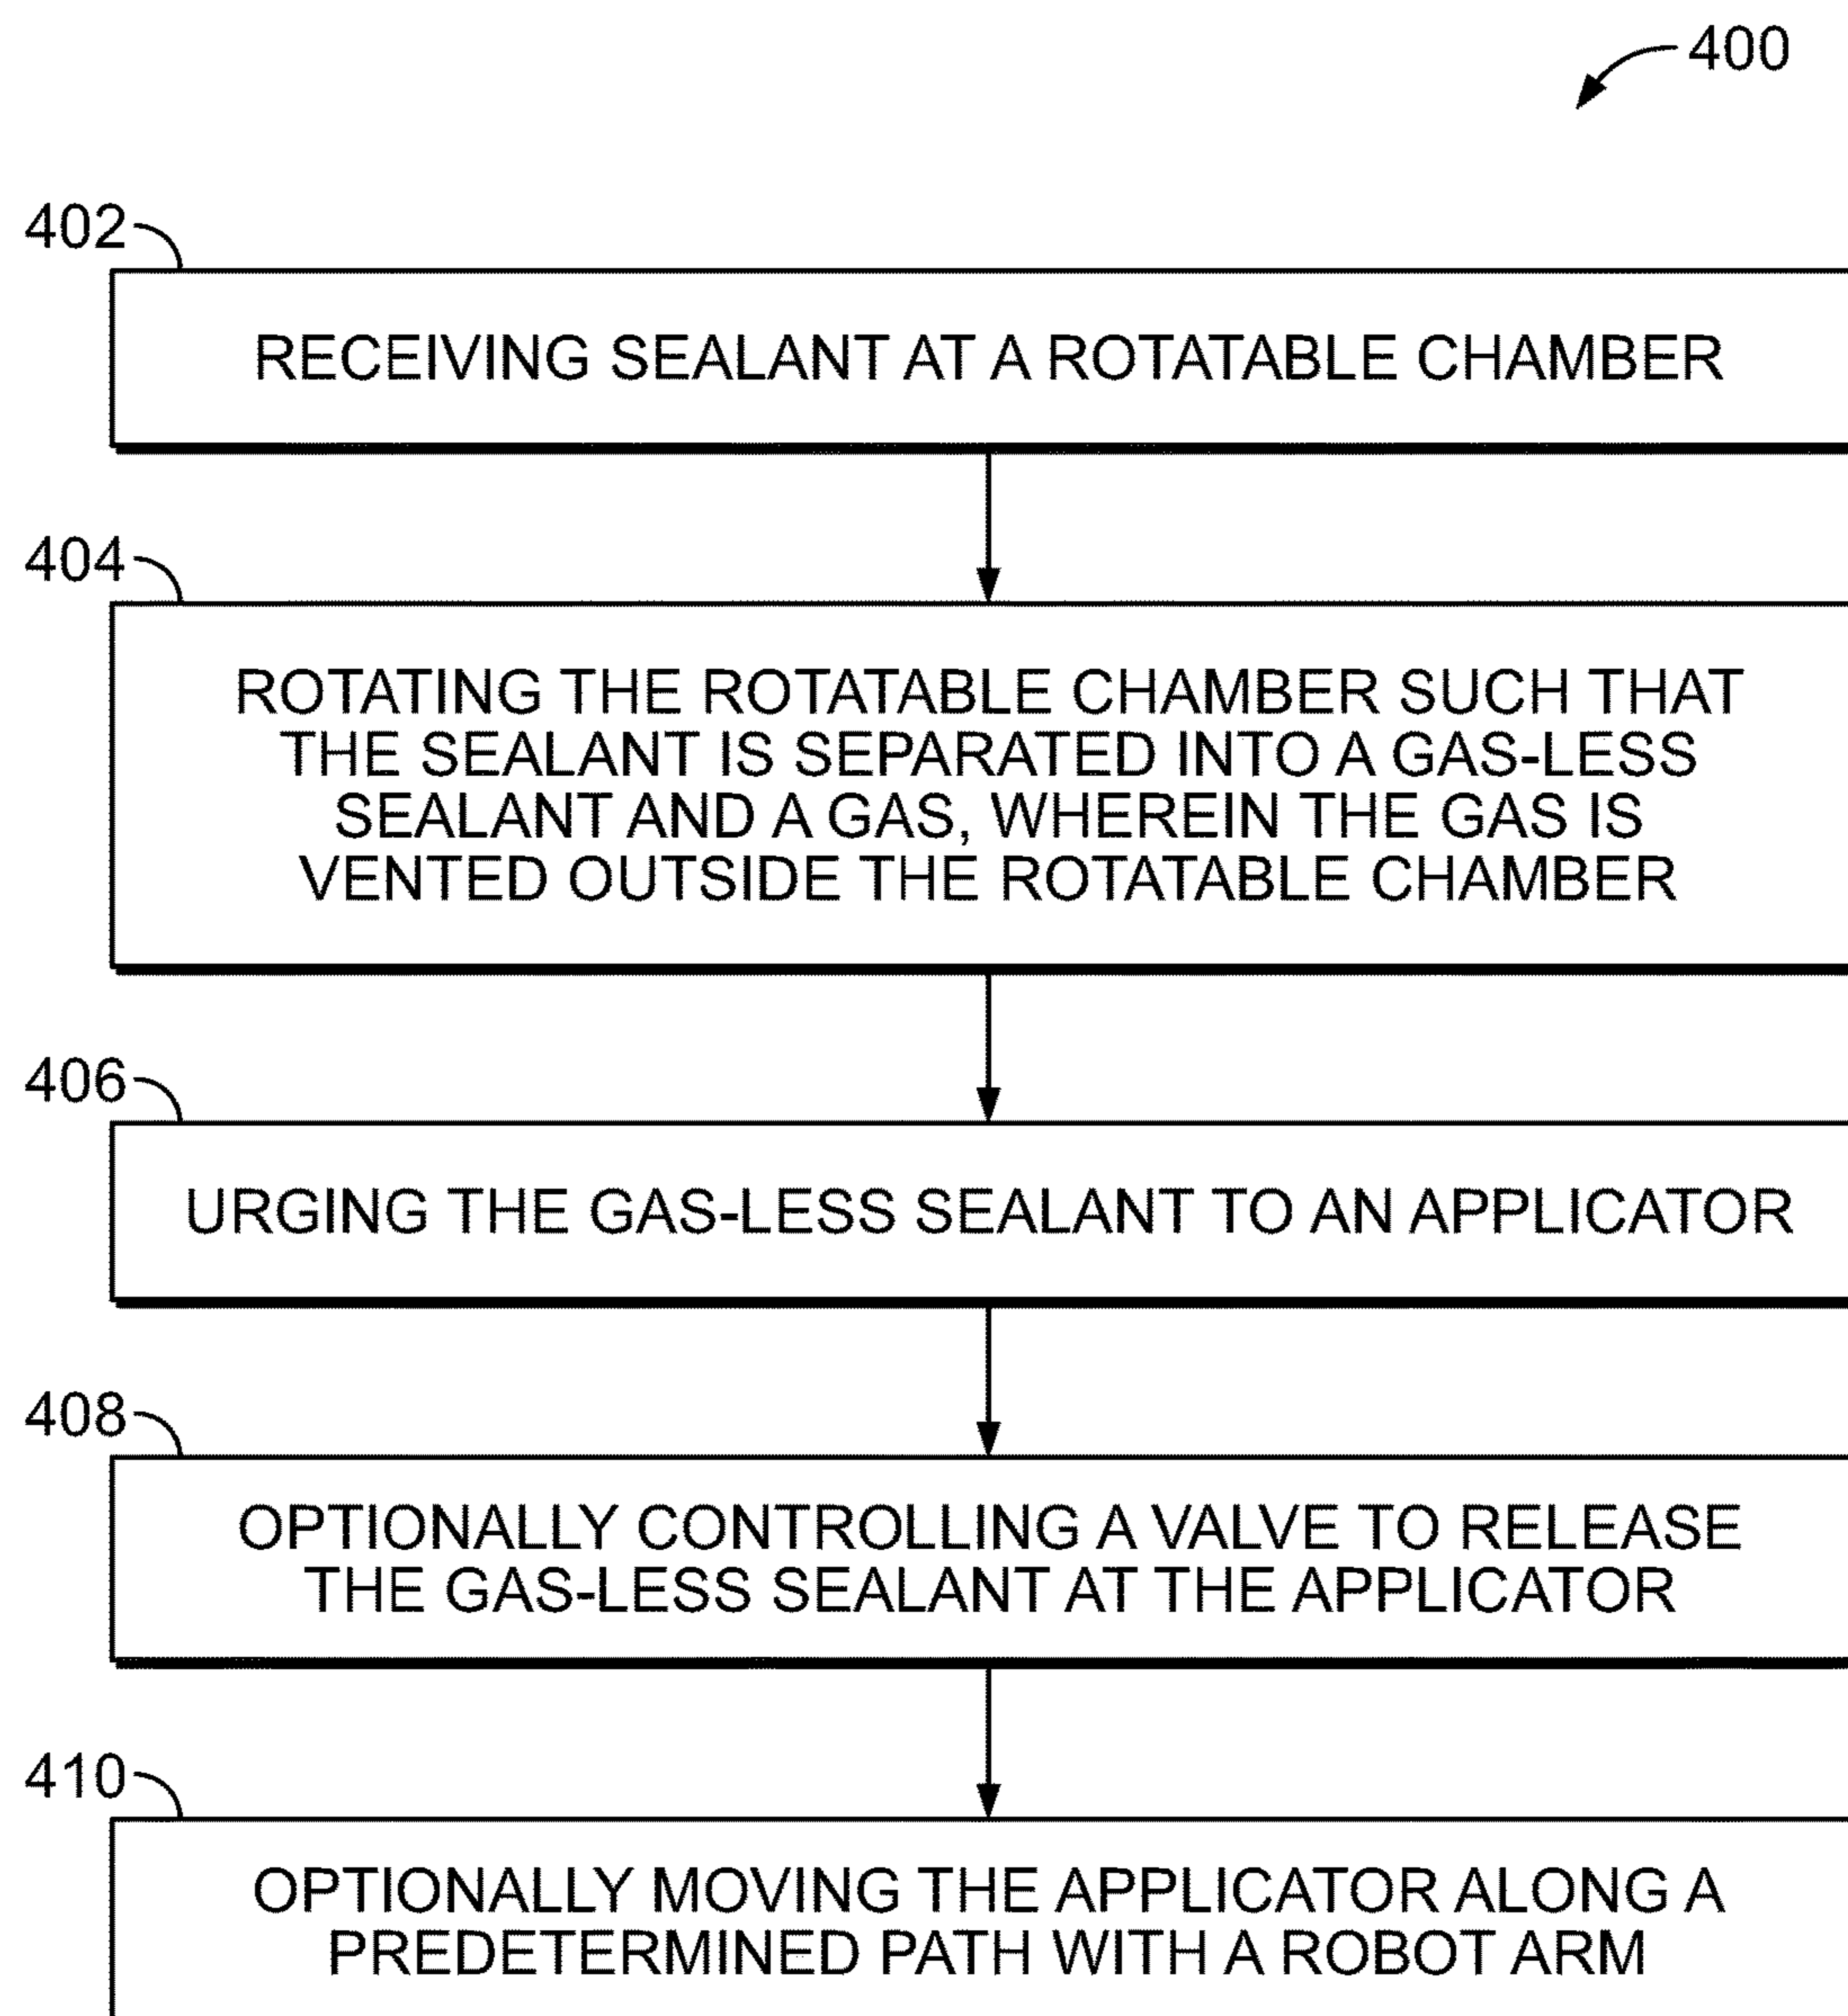 400
402
RECEIVING SEALANT AT A ROTATABLE CHAMBER
404
ROTATING THE ROTATABLE CHAMBER SUCH THAT
THE SEALANT IS SEPARATED INTO A GAS-LESS
SEALANT AND A GAS, WHEREIN THE GAS IS
VENTED OUTSIDE THE ROTATABLE CHAMBER
406
URGING THE GAS-LESS SEALANT TO AN APPLICATOR
408
OPTIONALLY CONTROLLING A VALVE TO RELEASE
THE GAS-LESS SEALANT AT THE APPLICATOR
410
OPTIONALLY MOVING THE APPLICATOR ALONG A
PREDETERMINED PATH WITH A ROBOT ARM